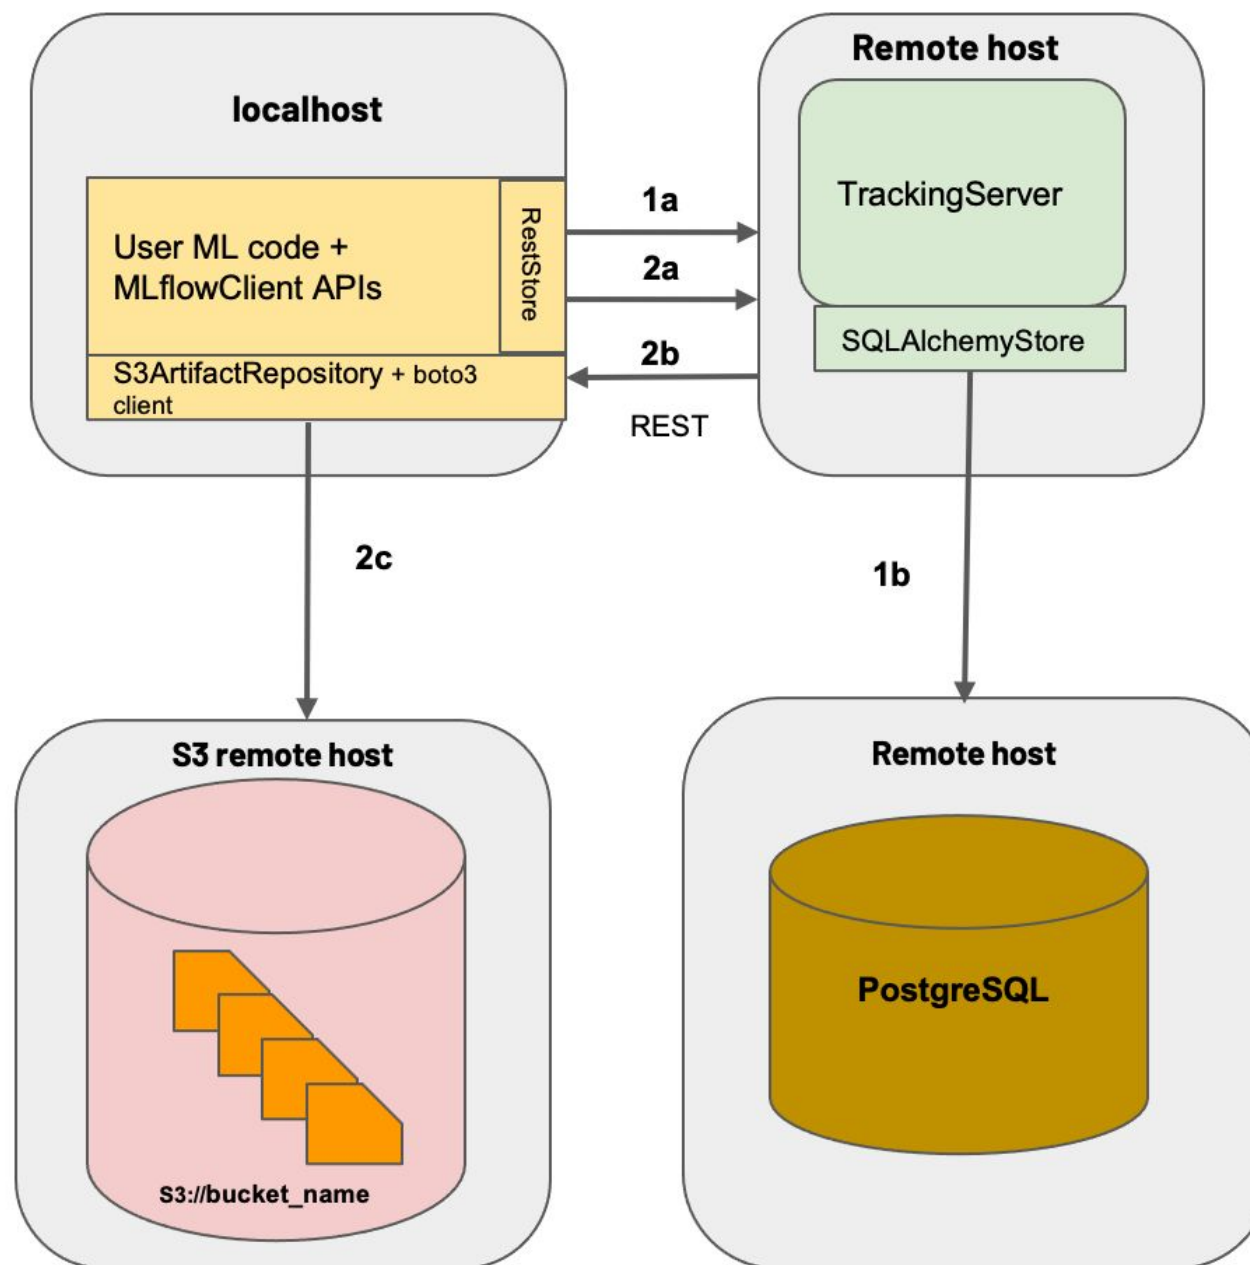 localhost
User ML code +
MLflowClient APIs
RestStore
S3ArtifactRepository + boto3
client
1a
2a
2b
REST
Remote host
TrackingServer
SQLAlchemyStore
2c
1b
S3 remote host
S3://bucket_name
Remote host
PostgreSQL